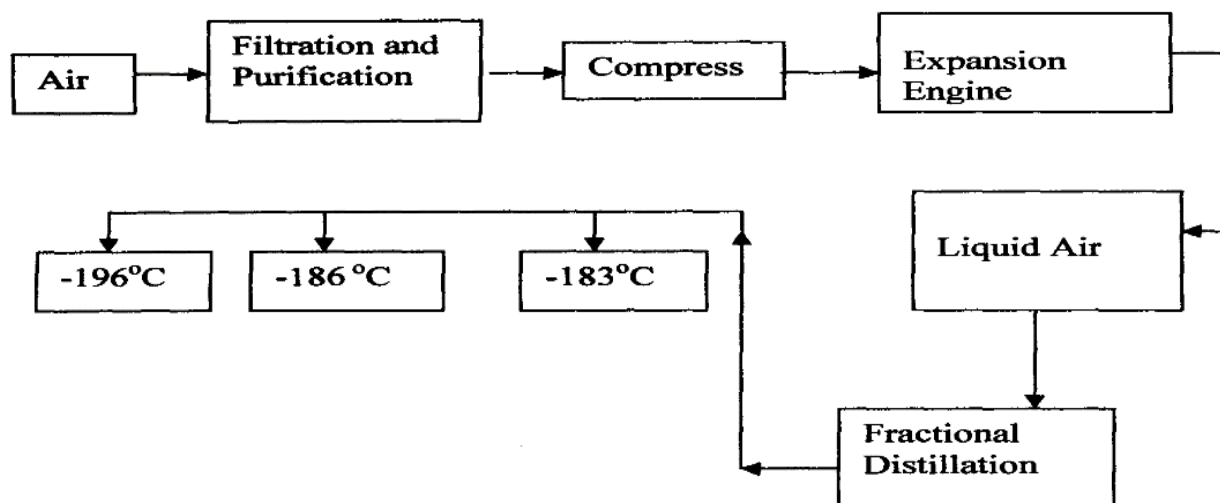 Air
Filtration and
Purification
Compress
Expansion
Engine
-196°C
-186 °C
-183°C
Liquid Air
Fractional
Distillation